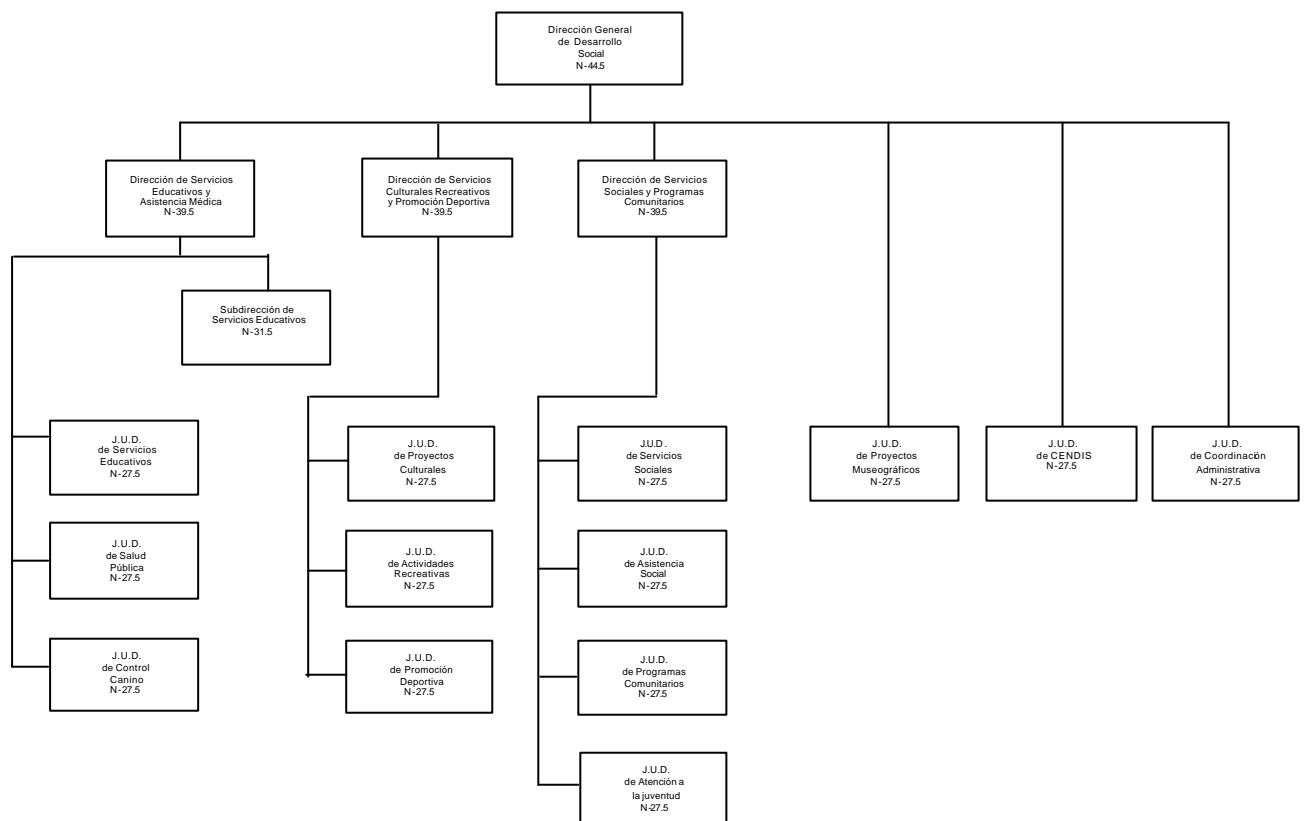 Dirección General
de Desarrollo
Social
N-44.5
Dirección de Servicios
Educativos y
Asistencia Médica
N-39.5
Dirección de Servicios
Culturales Recreativos
y Promoción Deportiva
N-39.5
Dirección de Servicios
Sociales y Programas
Comunitarios
N-39.5
Subdirección de
Servicios Educativos
N-31.5
J.U.D.
de Servicios
Educativos
N-27.5
J.U.D.
de Salud
Pública
N-27.5
J.U.D.
de Control
Canino
N-27.5
J.U.D.
de Proyectos
Culturales
N-27.5
J.U.D.
de Actividades
Recreativas
N-27.5
J.U.D.
de Promoción
Deportiva
N-27.5
J.U.D.
de Servicios
Sociales
N-27.5
J.U.D.
de Asistencia
Social
N-27.5
J.U.D.
de Programas
Comunitarios
N-27.5
J.U.D.
de Atención a
la juventud
N-27.5
J.U.D.
de Proyectos
Museográficos
N-27.5
J.U.D.
de CENDIS
N-27.5
J.U.D.
de Coordinación
Administrativa
N-27.5